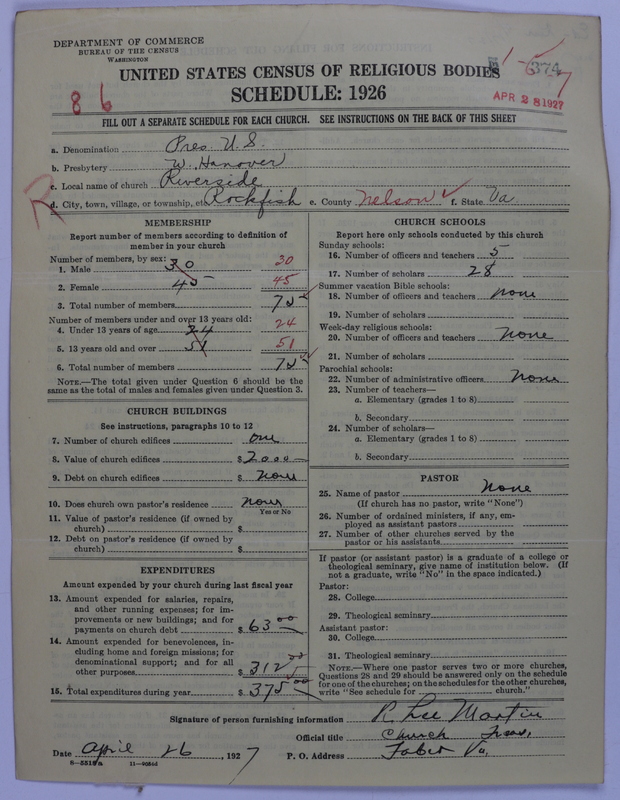 DEPARTMENT OF COMMERCE
BUREAU OF THE CENSUS
WASHINGTON
UNITED STATES CENSUS OF RELIGIOUS BODIES
SCHEDULE: 1926
8 6
374
APR 28 1927
FILL OUT A SEPARATE SCHEDULE FOR EACH CHURCH. SEE INSTRUCTIONS ON THE BACK OF THIS SHEET
a. Denomination Pres. U.S.
b. Presbytery W. Hanover
c. Local name of church Riverside
R
d. City, town, village, or township, etc. Rockfish e. County Nelson f. State Va
MEMBERSHIP
Report number of members according to definition of member in your church
Number of members, by sex:
1. Male 30 30
2. Female 45 45
3. Total number of members 75
Number of members under and over 13 years old:
4. Under 13 years of age 24 24
5. 13 years old and over 51 51
6. Total number of members 75
NOTE.—The total given under Question 6 should be the same as the total of males and females given under Question 3.
CHURCH BUILDINGS
See instructions, paragraphs 10 to 12
7. Number of church edifices one
8. Value of church edifices $ 2000
9. Debt on church edifices $ none
10. Does church own pastor's residence none
Yes or No
11. Value of pastor's residence (if owned by church) $
12. Debt on pastor's residence (if owned by church) $
EXPENDITURES
Amount expended by your church during last fiscal year
13. Amount expended for salaries, repairs, and other running expenses; for improvements or new buildings; and for payments on church debt $ 63 00
14. Amount expended for benevolences, including home and foreign missions; for denominational support; and for all other purposes $ 312 00
15. Total expenditures during year $ 375 00
CHURCH SCHOOLS
Report here only schools conducted by this church
Sunday schools:
16. Number of officers and teachers 5
17. Number of scholars 28
Summer vacation Bible schools:
18. Number of officers and teachers none
19. Number of scholars
Week-day religious schools:
20. Number of officers and teachers none
21. Number of scholars
Parochial schools:
22. Number of administrative officers none
23. Number of teachers—
a. Elementary (grades 1 to 8)
b. Secondary
24. Number of scholars—
a. Elementary (grades 1 to 8)
b. Secondary
PASTOR
25. Name of pastor None
(If church has no pastor, write "None")
26. Number of ordained ministers, if any, employed as assistant pastors
27. Number of other churches served by the pastor or his assistants
If pastor (or assistant pastor) is a graduate of a college or theological seminary, give name of institution below. (If not a graduate, write "No" in the space indicated.)
Pastor:
28. College
29. Theological seminary
Assistant pastor:
30. College
31. Theological seminary
NOTE.—Where one pastor serves two or more churches, Questions 28 and 29 should be answered only on the schedule for one of the churches; on the schedules for the other churches, write "See schedule for church."
Signature of person furnishing information R. Lee Martin
Official title Church Treas,
Date April 26, 1927 P. O. Address Faber Va,